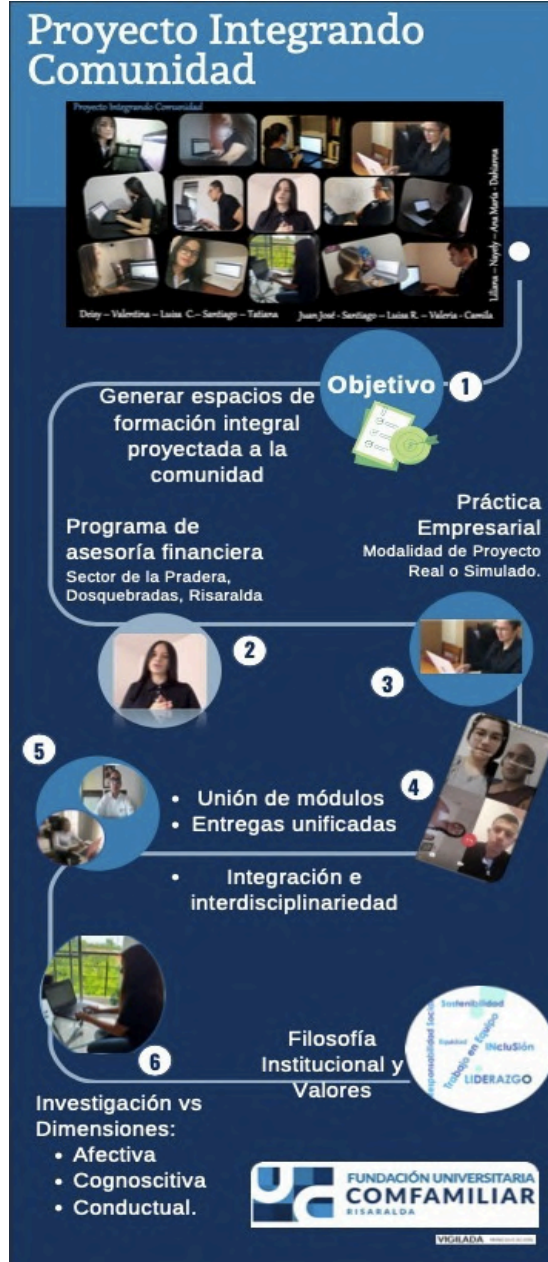 Proyecto Integrando
Comunidad
Proyecto Integrando Comunidad
Liliana – Nayely – Ana María - Dahianna
Deisy – Valentina – Luisa C.– Santiago – Tatiana
Juan José - Santiago – Luisa R. – Valeria - Camila
Objetivo
1
Generar espacios de
formación integral
proyectada a la
comunidad
Programa de
asesoría financiera
Sector de la Pradera,
Dosquebradas, Risaralda
Práctica
Empresarial
Modalidad de Proyecto
Real o Simulado.
2
3
5
4
• Unión de módulos
• Entregas unificadas
• Integración e
interdisciplinariedad
6
Filosofía
Institucional y
Valores
Sostenibilidad
Social
Equidad
Trabajo en Equipo
INcluSión
LIDERAZGO
Investigación vs
Dimensiones:
• Afectiva
• Cognoscitiva
• Conductual.
UC
FUNDACIÓN UNIVERSITARIA
COMFAMILIAR
RISARALDA
VIGILADA